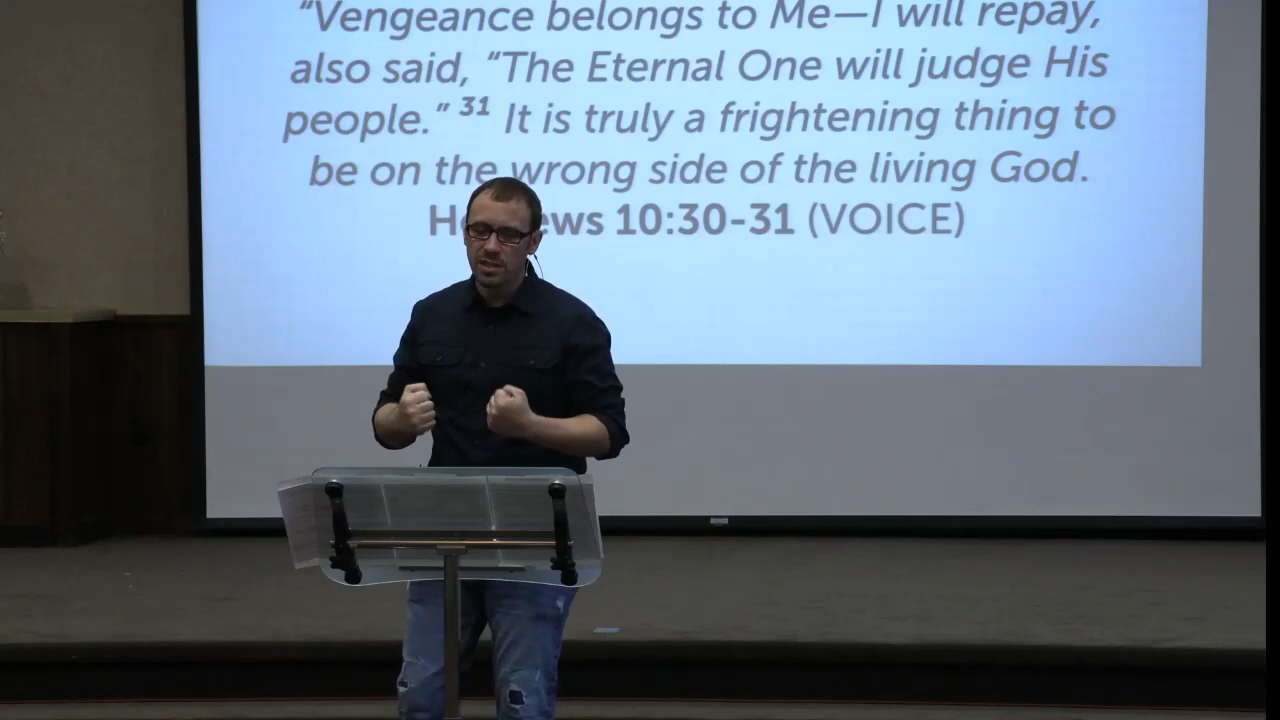 “Vengeance belongs to Me—I will repay,
also said, “The Eternal One will judge His
people.” 31 It is truly a frightening thing to
be on the wrong side of the living God.
Hebrews 10:30-31 (VOICE)